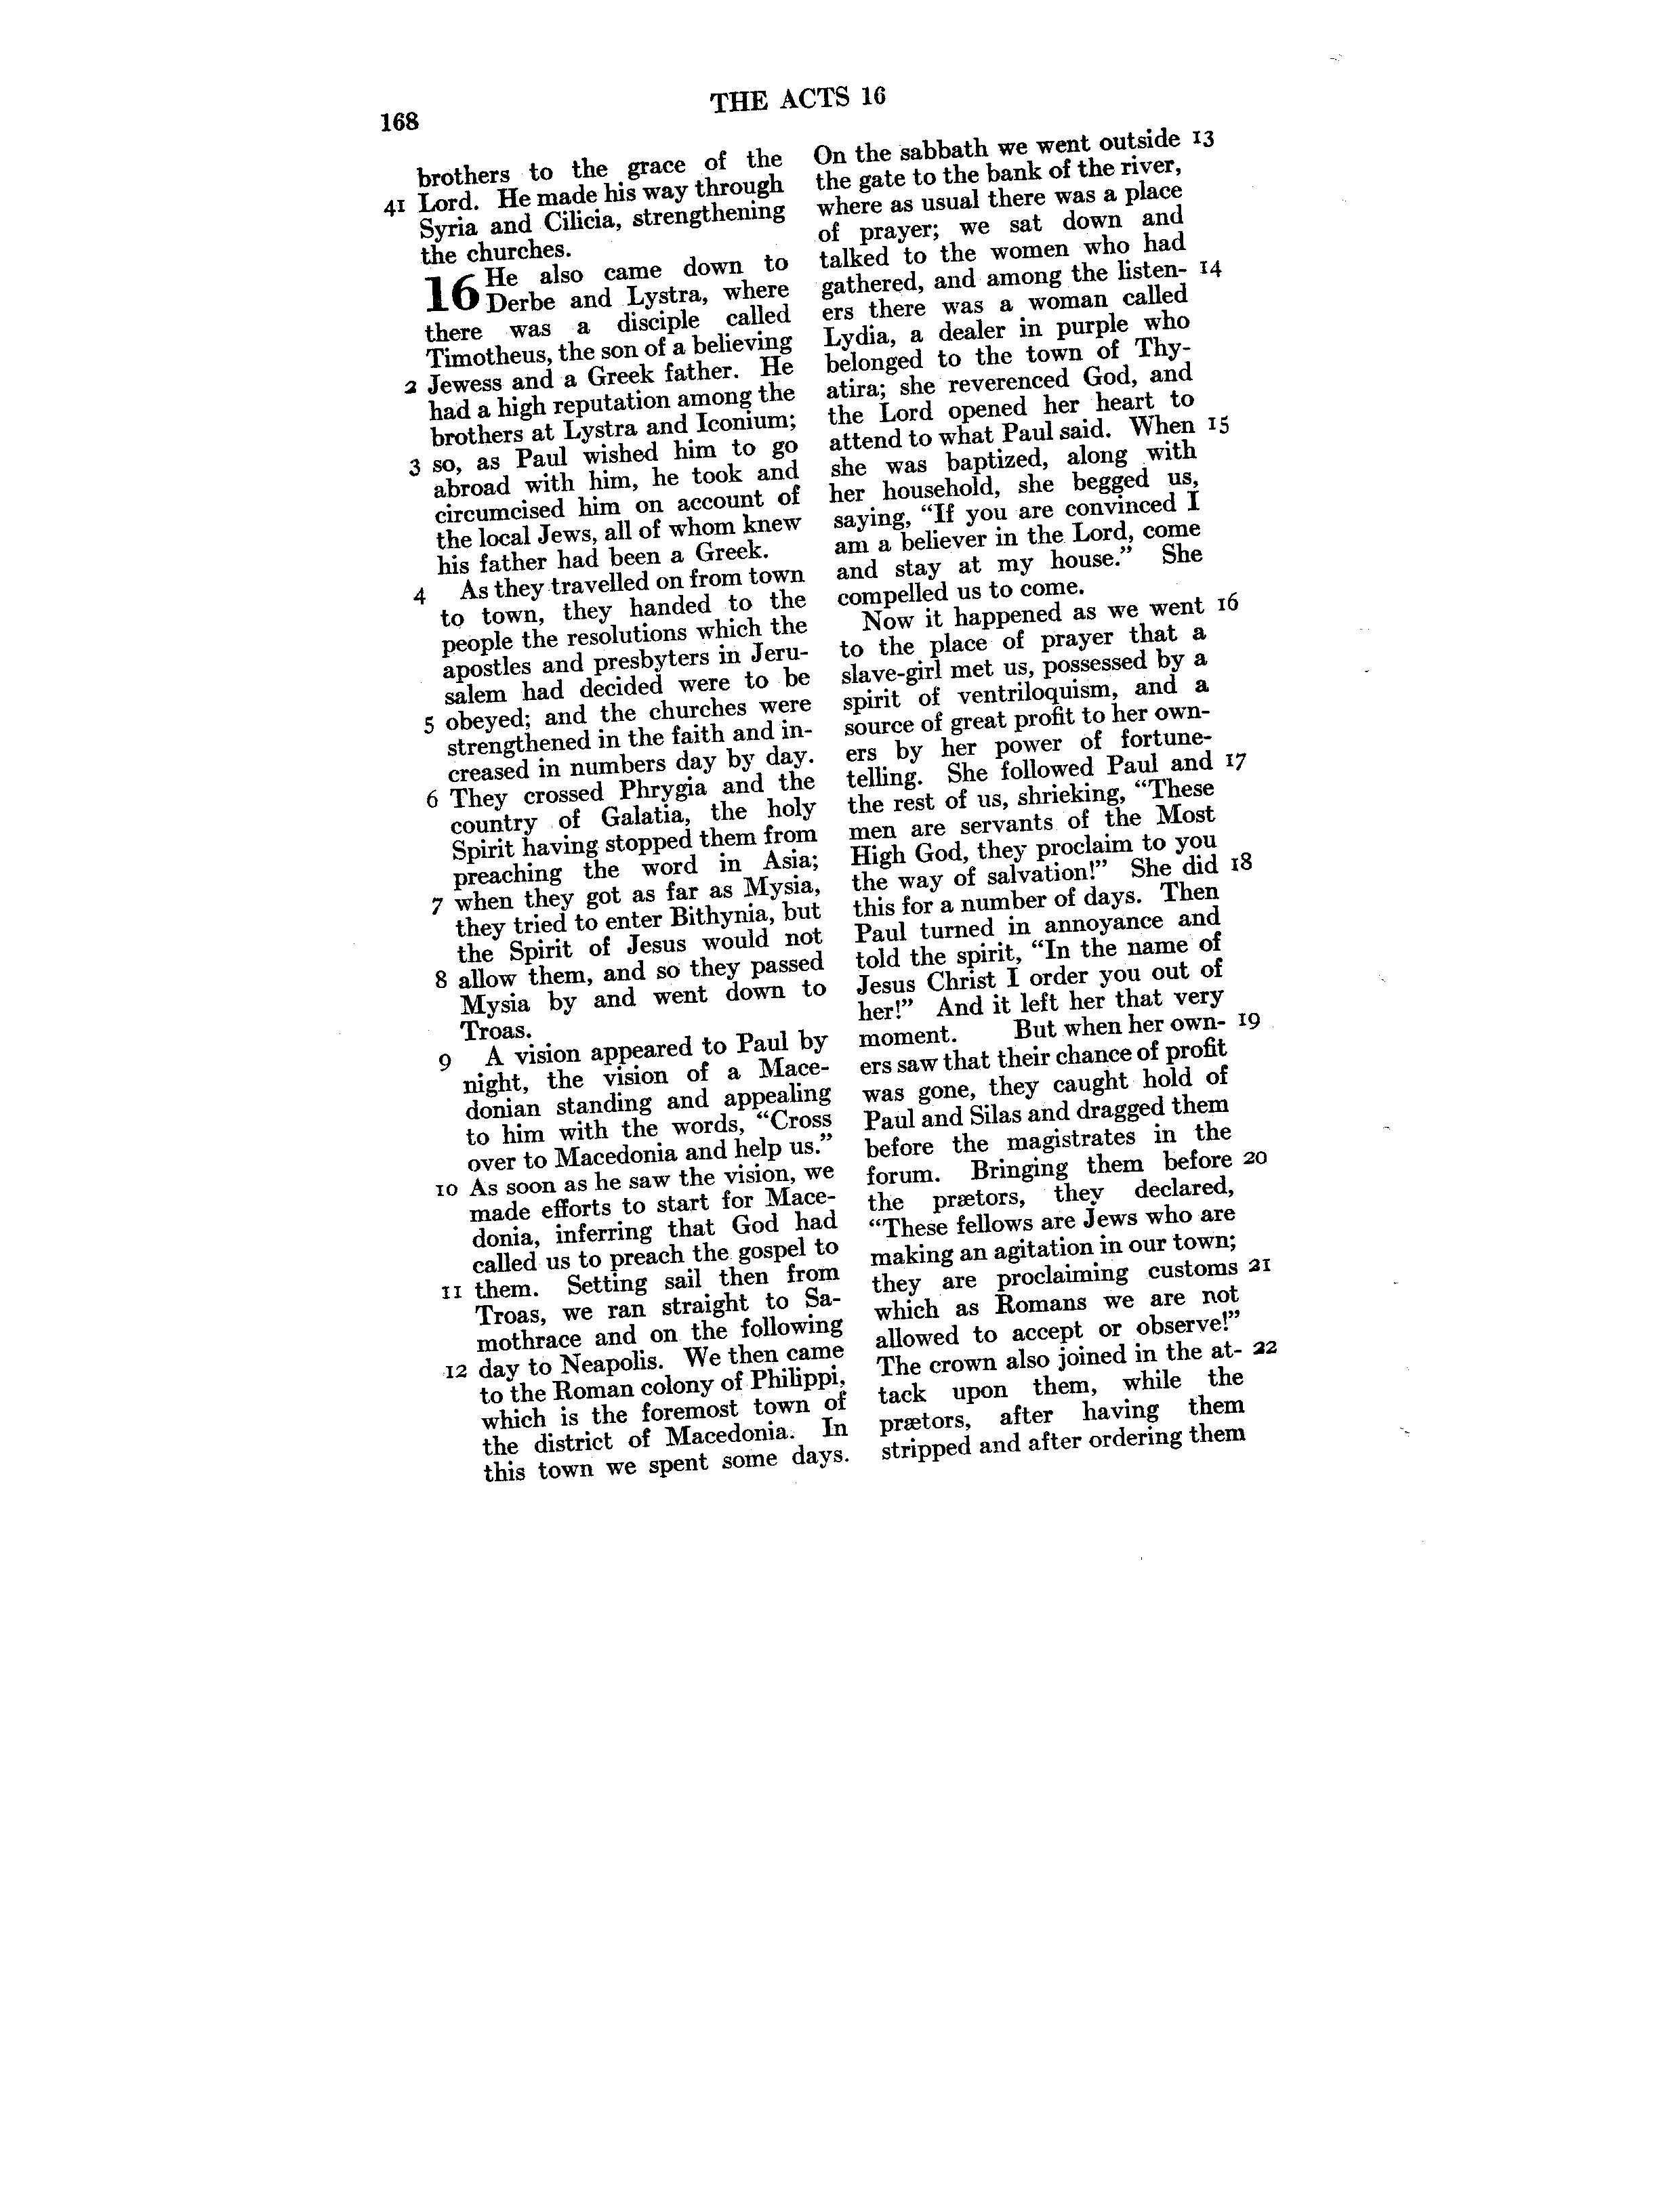 168
THE ACTS 16
brothers to the grace of the
41 Lord. He made his way through
Syria and Cilicia, strengthening
the churches.
16 He also came down to
Derbe and Lystra, where
there was a disciple called
Timotheus, the son of a believing
2 Jewess and a Greek father. He
had a high reputation among the
brothers at Lystra and Iconium;
3 so, as Paul wished him to go
abroad with him, he took and
circumcised him on account of
the local Jews, all of whom knew
his father had been a Greek.
4 As they travelled on from town
to town, they handed to the
people the resolutions which the
apostles and presbyters in Jeru-
salem had decided were to be
5 obeyed; and the churches were
strengthened in the faith and in-
creased in numbers day by day.
6 They crossed Phrygia and the
country of Galatia, the holy
Spirit having stopped them from
preaching the word in Asia;
7 when they got as far as Mysia,
they tried to enter Bithynia, but
the Spirit of Jesus would not
8 allow them, and so they passed
Mysia by and went down to
Troas.
9 A vision appeared to Paul by
night, the vision of a Mace-
donian standing and appealing
to him with the words, “Cross
over to Macedonia and help us.”
10 As soon as he saw the vision, we
made efforts to start for Mace-
donia, inferring that God had
called us to preach the gospel to
11 them. Setting sail then from
Troas, we ran straight to Sa-
mothrace and on the following
12 day to Neapolis. We then came
to the Roman colony of Philippi,
which is the foremost town of
the district of Macedonia. In
this town we spent some days.
On the sabbath we went outside 13
the gate to the bank of the river,
where as usual there was a place
of prayer; we sat down and
talked to the women who had
gathered, and among the listen- 14
ers there was a woman called
Lydia, a dealer in purple who
belonged to the town of Thy-
atira; she reverenced God, and
the Lord opened her heart to
attend to what Paul said. When 15
she was baptized, along with
her household, she begged us,
saying, “If you are convinced I
am a believer in the Lord, come
and stay at my house.” She
compelled us to come.
Now it happened as we went 16
to the place of prayer that a
slave-girl met us, possessed by a
spirit of ventriloquism, and a
source of great profit to her own-
ers by her power of fortune-
telling. She followed Paul and 17
the rest of us, shrieking, “These
men are servants of the Most
High God, they proclaim to you
the way of salvation!” She did 18
this for a number of days. Then
Paul turned in annoyance and
told the spirit, “In the name of
Jesus Christ I order you out of
her!” And it left her that very
moment. But when her own- 19
ers saw that their chance of profit
was gone, they caught hold of
Paul and Silas and dragged them
before the magistrates in the
forum. Bringing them before 20
the prætors, they declared,
“These fellows are Jews who are
making an agitation in our town;
they are proclaiming customs 21
which as Romans we are not
allowed to accept or observe!”
The crown also joined in the at- 22
tack upon them, while the
prætors, after having them
stripped and after ordering them